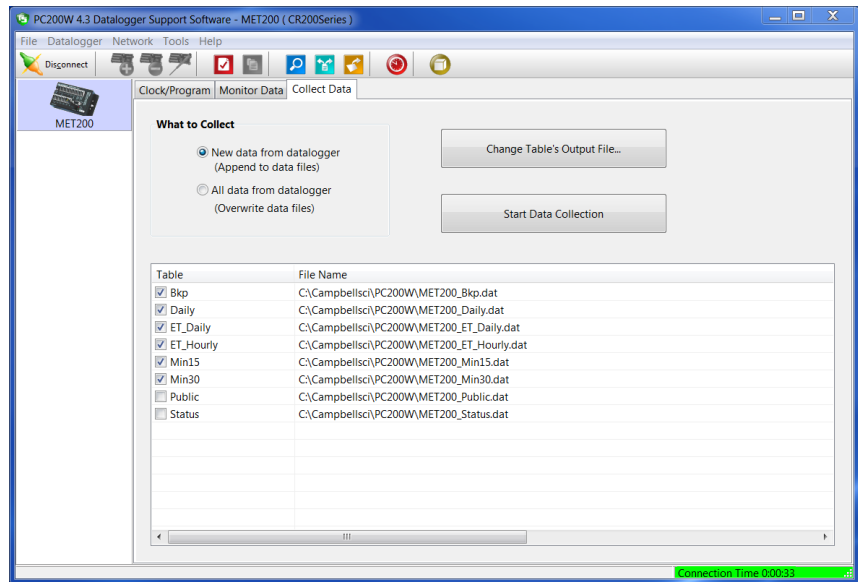 PC200W 4.3 Datalogger Support Software - MET200 ( CR200Series )
File Datalogger Network Tools Help
Disconnect
MET200
Clock/Program Monitor Data Collect Data
What to Collect
New data from datalogger
(Append to data files)
All data from datalogger
(Overwrite data files)
Change Table's Output File...
Start Data Collection
Table File Name
Bkp C:\Campbellsci\PC200W\MET200_Bkp.dat
Daily C:\Campbellsci\PC200W\MET200_Daily.dat
ET_Daily C:\Campbellsci\PC200W\MET200_ET_Daily.dat
ET_Hourly C:\Campbellsci\PC200W\MET200_ET_Hourly.dat
Min15 C:\Campbellsci\PC200W\MET200_Min15.dat
Min30 C:\Campbellsci\PC200W\MET200_Min30.dat
Public C:\Campbellsci\PC200W\MET200_Public.dat
Status C:\Campbellsci\PC200W\MET200_Status.dat
Connection Time 0:00:33